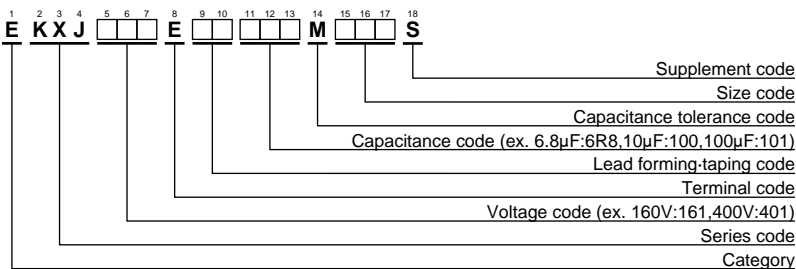 1 2 3 4 5 6 7 8 9 10 11 12 13 14 15 16 17 18
E KXJ □□□ E □□ □□□ M □□□ S
Supplement code
Size code
Capacitance tolerance code
Capacitance code (ex. 6.8µF:6R8,10µF:100,100µF:101)
Lead forming·taping code
Terminal code
Voltage code (ex. 160V:161,400V:401)
Series code
Category